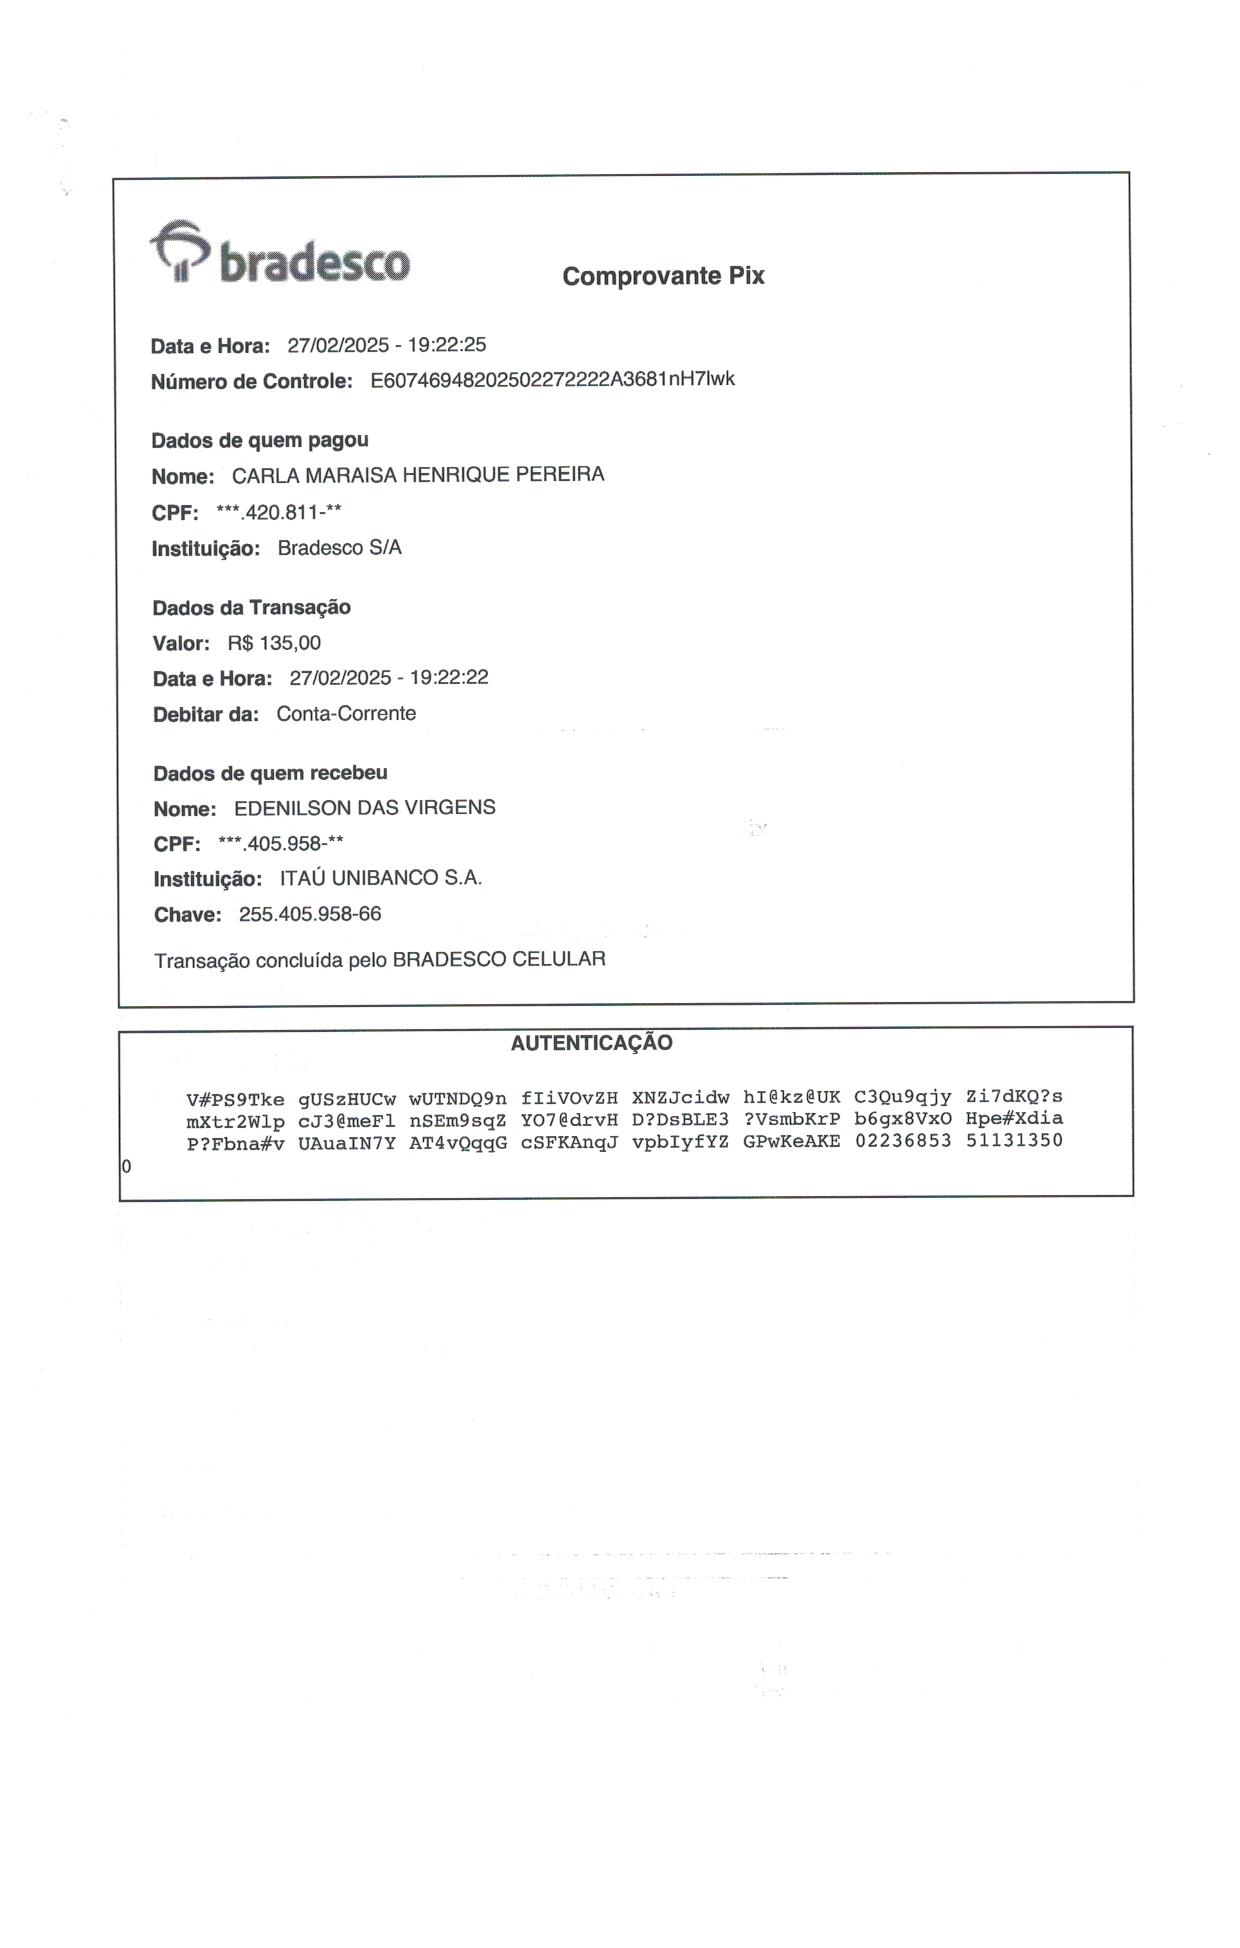 bradesco
Comprovante Pix
Data e Hora: 27/02/2025 - 19:22:25
Número de Controle: E60746948202502272222A3681nH7lwk
Dados de quem pagou
Nome: CARLA MARAISA HENRIQUE PEREIRA
CPF: ***.420.811-**
Instituição: Bradesco S/A
Dados da Transação
Valor: R$ 135,00
Data e Hora: 27/02/2025 - 19:22:22
Debitar da: Conta-Corrente
Dados de quem recebeu
Nome: EDENILSON DAS VIRGENS
CPF: ***.405.958-**
Instituição: ITAÚ UNIBANCO S.A.
Chave: 255.405.958-66
Transação concluída pelo BRADESCO CELULAR
AUTENTICAÇÃO
V#PS9Tke gUSzHUCw wUTNDQ9n fIiVOvZH XNZJcidw hI@kz@UK C3Qu9qjy Zi7dKQ?s
mXtr2Wlp cJ3@meFl nSEm9sqZ YO7@drvH D?DsBLE3 ?VsmbKrP b6gx8VxO Hpe#Xdia
P?Fbna#v UAuaIN7Y AT4vQqqG cSFKAnqJ vpbIyfYZ GPwKeAKE 02236853 51131350
0